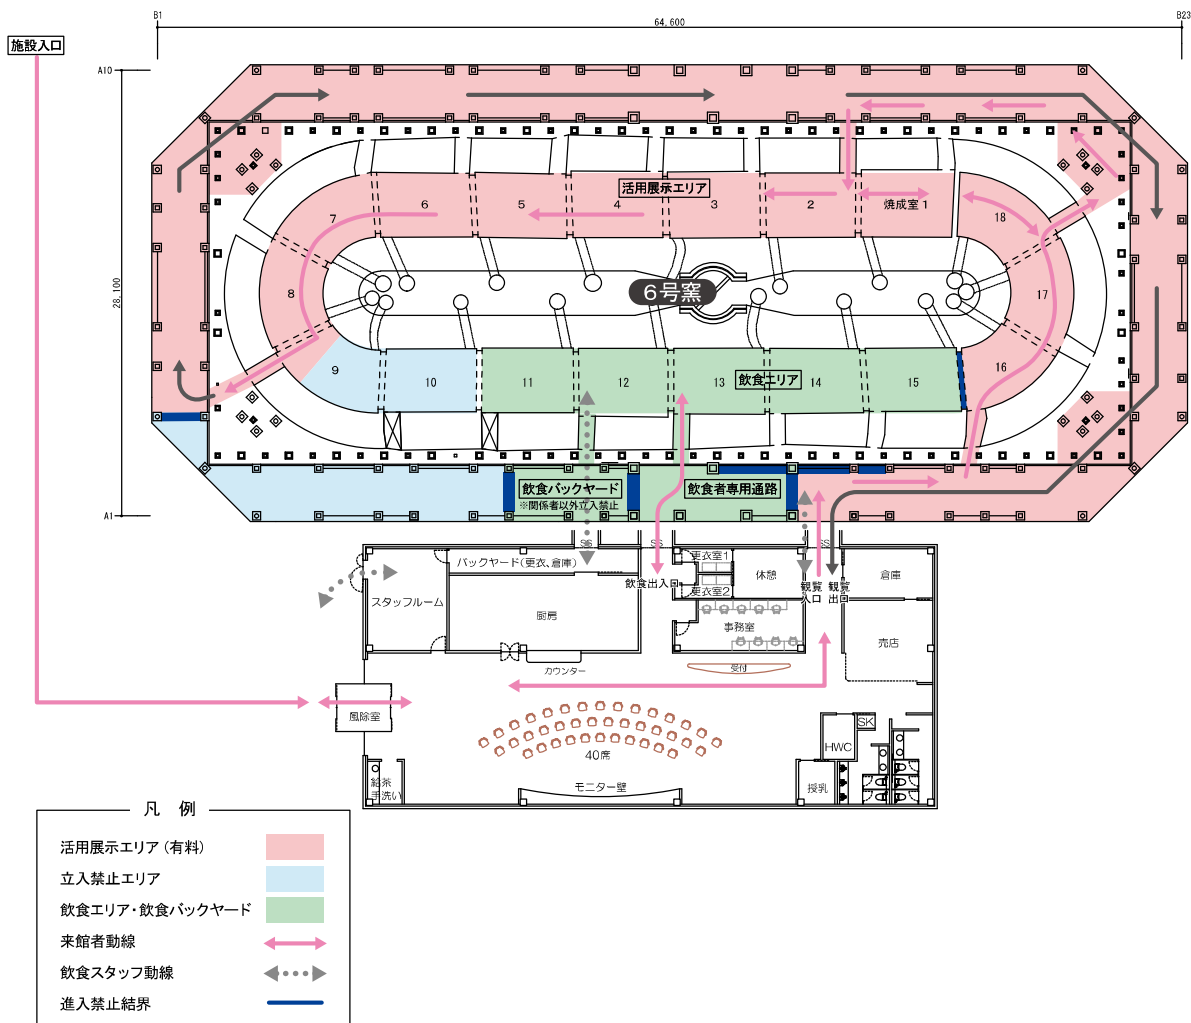 B1
64,600
B23
施設入口
A10
28,100
A1
活用展示エリア
7
6
5
4
3
2
焼成室1
18
8
6号窯
17
9
10
11
12
13
飲食エリア
14
15
16
飲食バックヤード
※関係者以外立入禁止
飲食者専用通路
SS
SS
SS
バックヤード(更衣、倉庫)
スタッフルーム
厨房
飲食出入口
更衣室1
更衣室2
休憩
観覧
入口
観覧
出口
倉庫
事務室
売店
カウンター
受付
風除室
40席
SK
HWC
給茶
手洗い
モニター壁
授乳
凡 例
活用展示エリア(有料)
立入禁止エリア
飲食エリア・飲食バックヤード
来館者動線
飲食スタッフ動線
進入禁止結界